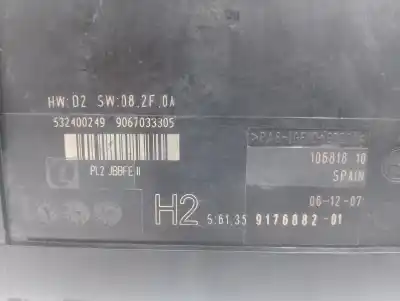 HW:D2 SW:08.2F.0A
532400249 9067033305
PL2 JBBFE II
106818 10
SPAIN
06-12-07
H2 5:61.35 9176882-01